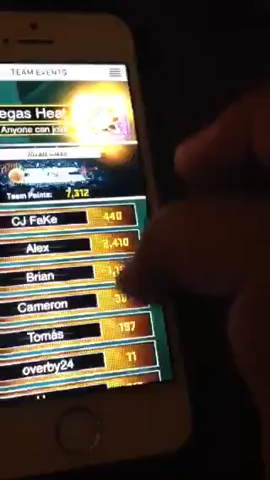 TEAM EVENTS
egas Heat
Anyone can join
Team Points: 7,312
CJ FaKe 440
Alex 2,410
Brian
Cameron
Tomás 197
overby24 11